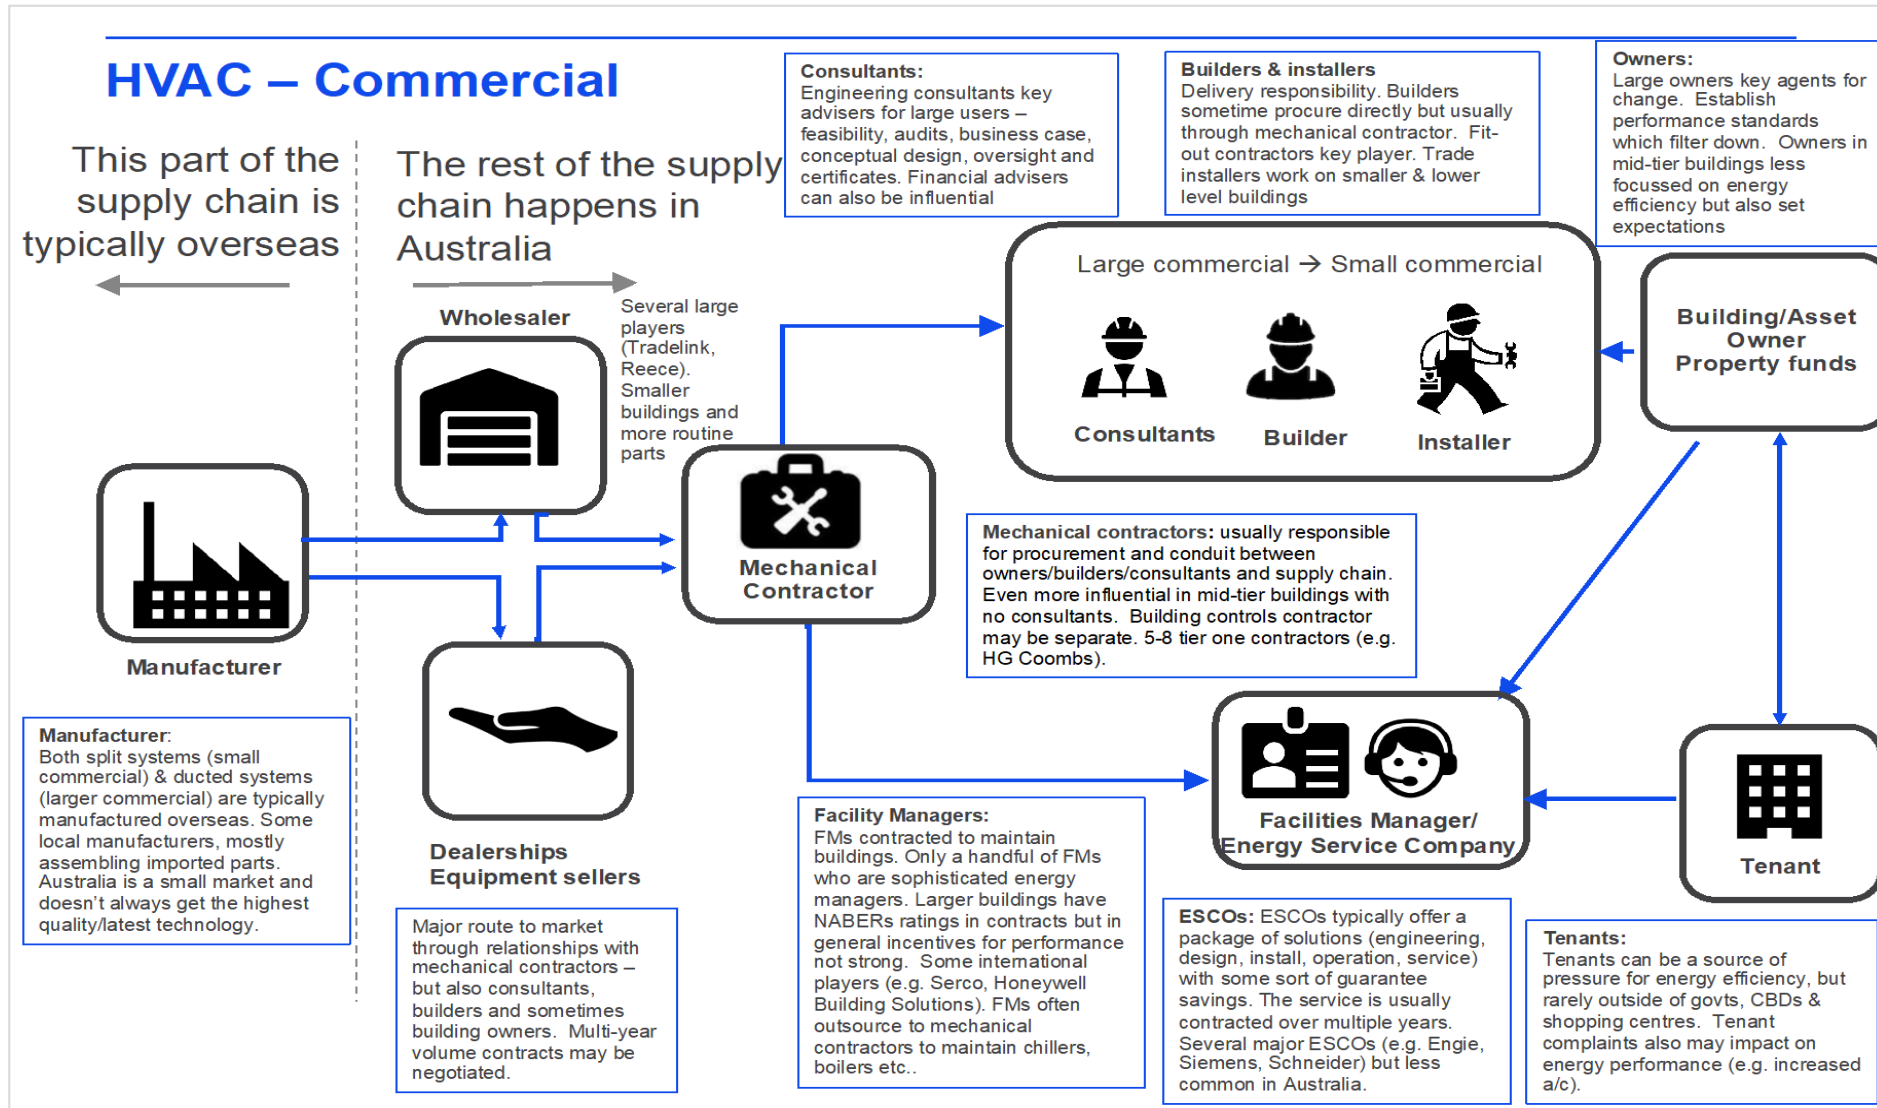 HVAC – Commercial
This part of the
supply chain is
typically overseas
The rest of the supply
chain happens in
Australia
Consultants:
Engineering consultants key
advisers for large users –
feasibility, audits, business case,
conceptual design, oversight and
certificates. Financial advisers
can also be influential
Builders & installers
Delivery responsibility. Builders
sometime procure directly but usually
through mechanical contractor.  Fit-
out contractors key player. Trade
installers work on smaller & lower
level buildings
Owners:
Large owners key agents for
change.  Establish
performance standards
which filter down.  Owners in
mid-tier buildings less
focussed on energy
efficiency but also set
expectations
Wholesaler
Several large
players
(Tradelink,
Reece).
Smaller
buildings and
more routine
parts
Large commercial → Small commercial
Consultants
Builder
Installer
Building/Asset
Owner
Property funds
Mechanical
Contractor
Mechanical contractors: usually responsible
for procurement and conduit between
owners/builders/consultants and supply chain.
Even more influential in mid-tier buildings with
no consultants.  Building controls contractor
may be separate. 5-8 tier one contractors (e.g.
HG Coombs).
Manufacturer
Manufacturer:
Both split systems (small
commercial) & ducted systems
(larger commercial) are typically
manufactured overseas. Some
local manufacturers, mostly
assembling imported parts.
Australia is a small market and
doesn't always get the highest
quality/latest technology.
Dealerships
Equipment sellers
Major route to market
through relationships with
mechanical contractors –
but also consultants,
builders and sometimes
building owners.  Multi-year
volume contracts may be
negotiated.
Facility Managers:
FMs contracted to maintain
buildings. Only a handful of FMs
who are sophisticated energy
managers. Larger buildings have
NABERs ratings in contracts but in
general incentives for performance
not strong.  Some international
players (e.g. Serco, Honeywell
Building Solutions). FMs often
outsource to mechanical
contractors to maintain chillers,
boilers etc..
Facilities Manager/
Energy Service Company
ESCOs: ESCOs typically offer a
package of solutions (engineering,
design, install, operation, service)
with some sort of guarantee
savings. The service is usually
contracted over multiple years.
Several major ESCOs (e.g. Engie,
Siemens, Schneider) but less
common in Australia.
Tenant
Tenants:
Tenants can be a source of
pressure for energy efficiency, but
rarely outside of govts, CBDs &
shopping centres.  Tenant
complaints also may impact on
energy performance (e.g. increased
a/c).